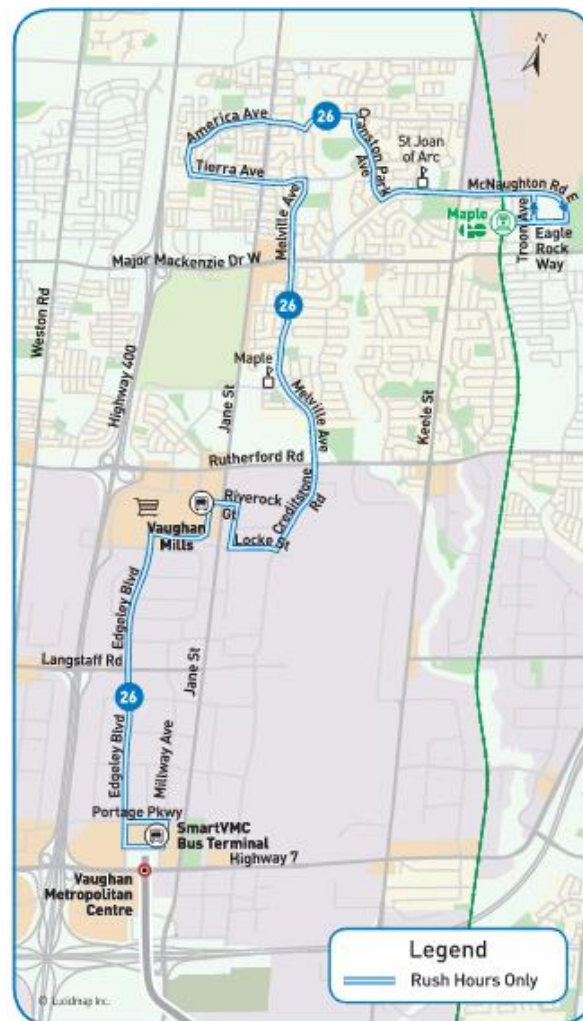 N
America Ave
26
Cranston Park
Ave
St Joan
of Arc
Tierra Ave
McNaughton Rd E
Maple
GO
Troon Ave
Eagle
Rock
Way
Melville Ave
Major Mackenzie Dr W
Weston Rd
Highway 400
26
Maple
Jane St
Melville Ave
Keele St
Rutherford Rd
Riverock
Gt
Creditstone
Rd
Vaughan
Mills
Locke St
Edgeley Blvd
Langstaff Rd
Jane St
26
Edgeley Blvd
Millway Ave
Portage Pkwy
SmartVMC
Bus Terminal
Highway 7
Vaughan
Metropolitan
Centre
Legend
Rush Hours Only
© Lucidmap Inc.